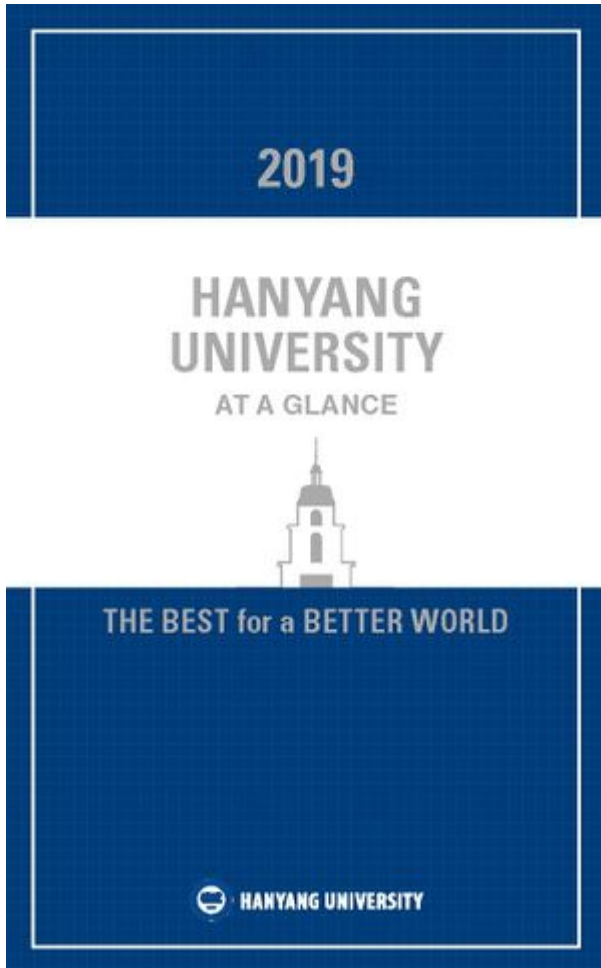 2019
HANYANG
UNIVERSITY
AT A GLANCE
THE BEST for a BETTER WORLD
HANYANG UNIVERSITY